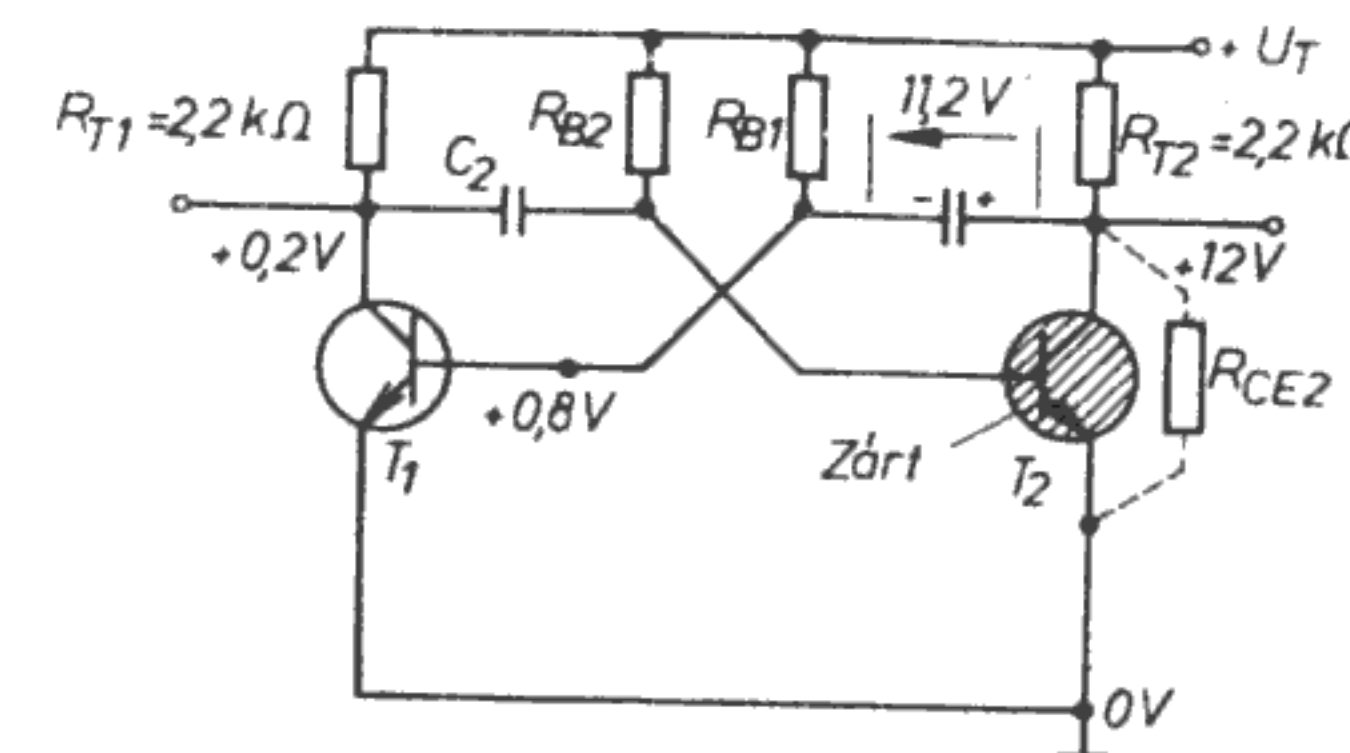 + U_T
R_T1 = 2,2 kΩ
R_B2
R_B1
11,2 V
R_T2 = 2,2 kΩ
C_2
- +
+0,2V
+12V
+0,8V
R_CE2
T_1
Zárt
T_2
0V